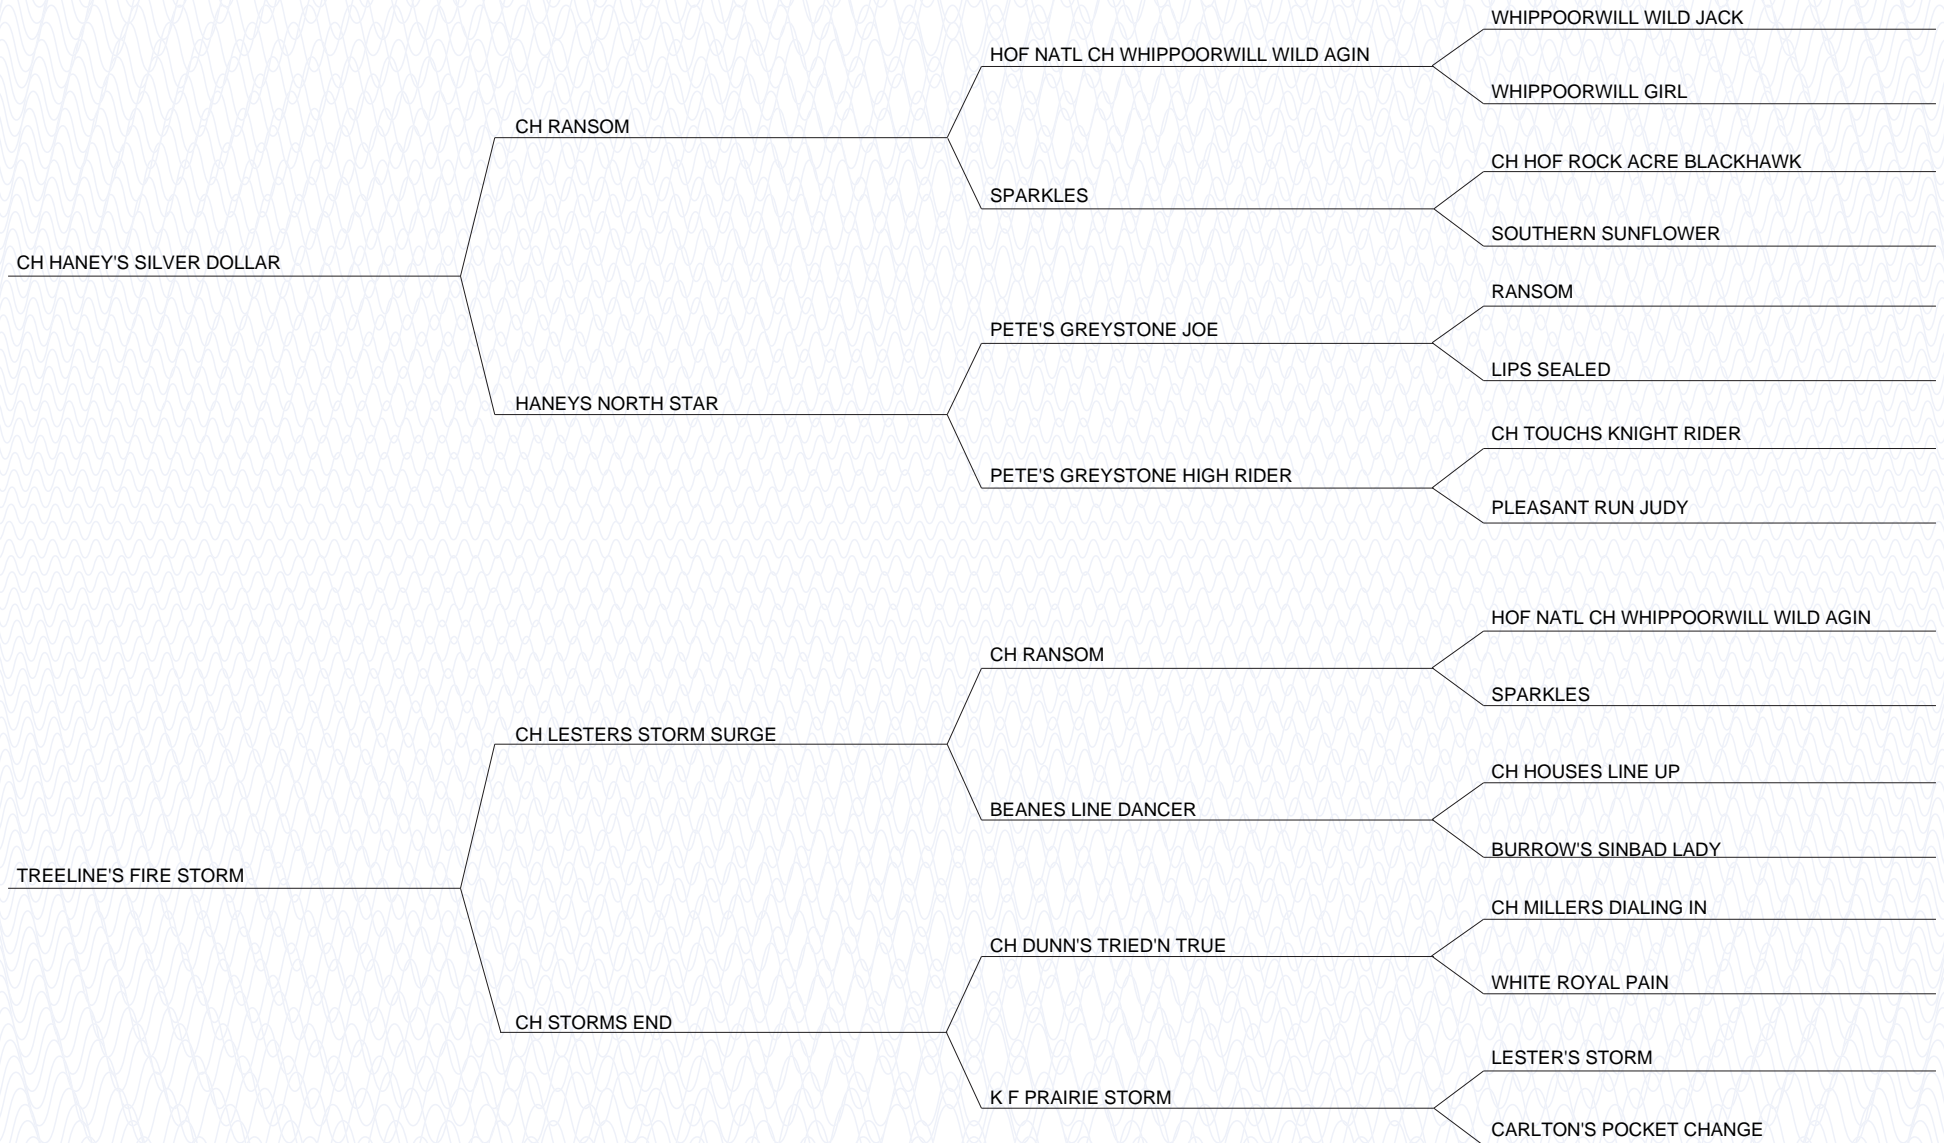 WHIPPOORWILL WILD JACK
HOF NATL CH WHIPPOORWILL WILD AGIN
WHIPPOORWILL GIRL
CH RANSOM
CH HOF ROCK ACRE BLACKHAWK
SPARKLES
SOUTHERN SUNFLOWER
CH HANEY'S SILVER DOLLAR
RANSOM
PETE'S GREYSTONE JOE
LIPS SEALED
HANEYS NORTH STAR
CH TOUCHS KNIGHT RIDER
PETE'S GREYSTONE HIGH RIDER
PLEASANT RUN JUDY
HOF NATL CH WHIPPOORWILL WILD AGIN
CH RANSOM
SPARKLES
CH LESTERS STORM SURGE
CH HOUSES LINE UP
BEANES LINE DANCER
BURROW'S SINBAD LADY
TREELINE'S FIRE STORM
CH MILLERS DIALING IN
CH DUNN'S TRIED'N TRUE
WHITE ROYAL PAIN
CH STORMS END
LESTER'S STORM
K F PRAIRIE STORM
CARLTON'S POCKET CHANGE